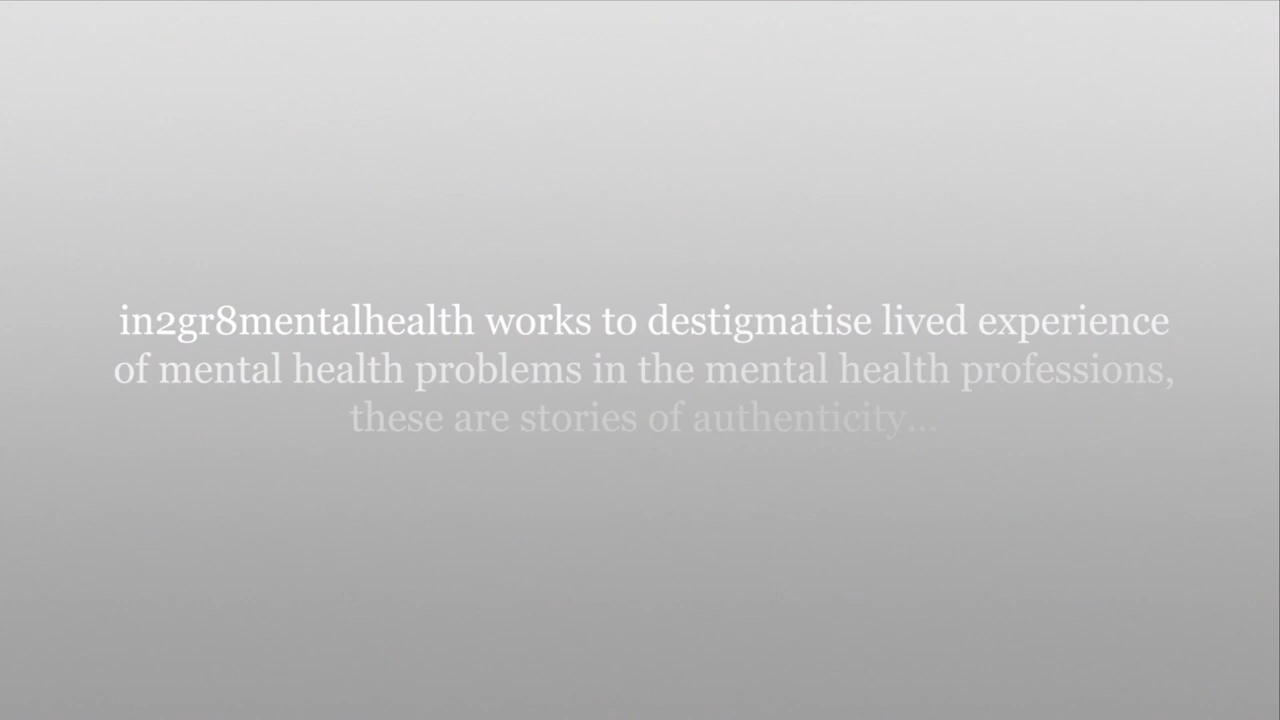 in2gr8mentalhealth works to destigmatise lived experience
of mental health problems in the mental health professions,
these are stories of authenticity...